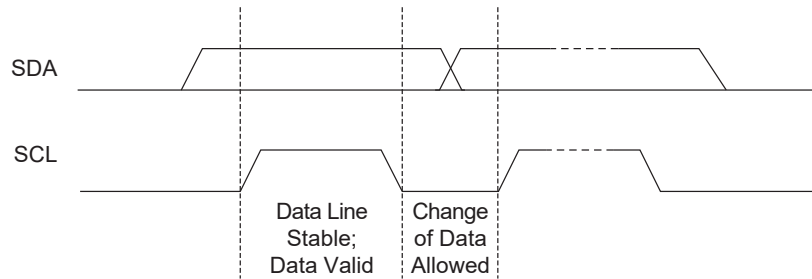 SDA
SCL
Data Line
Stable;
Data Valid
Change
of Data
Allowed